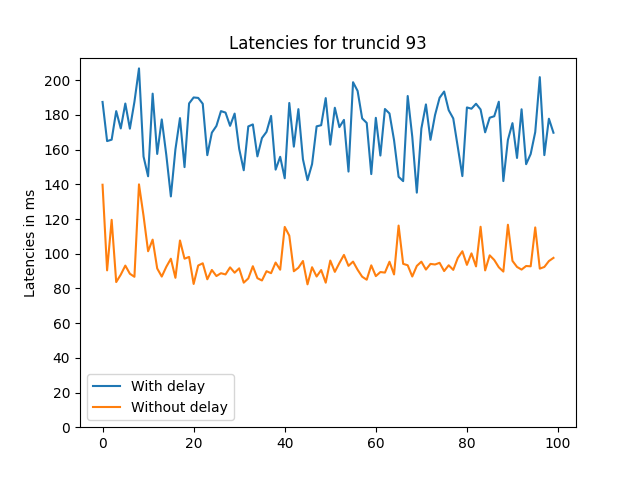 Latencies for truncid 93
Latencies in ms
200
180
160
140
120
100
80
60
40
20
0
With delay
Without delay
0 20 40 60 80 100